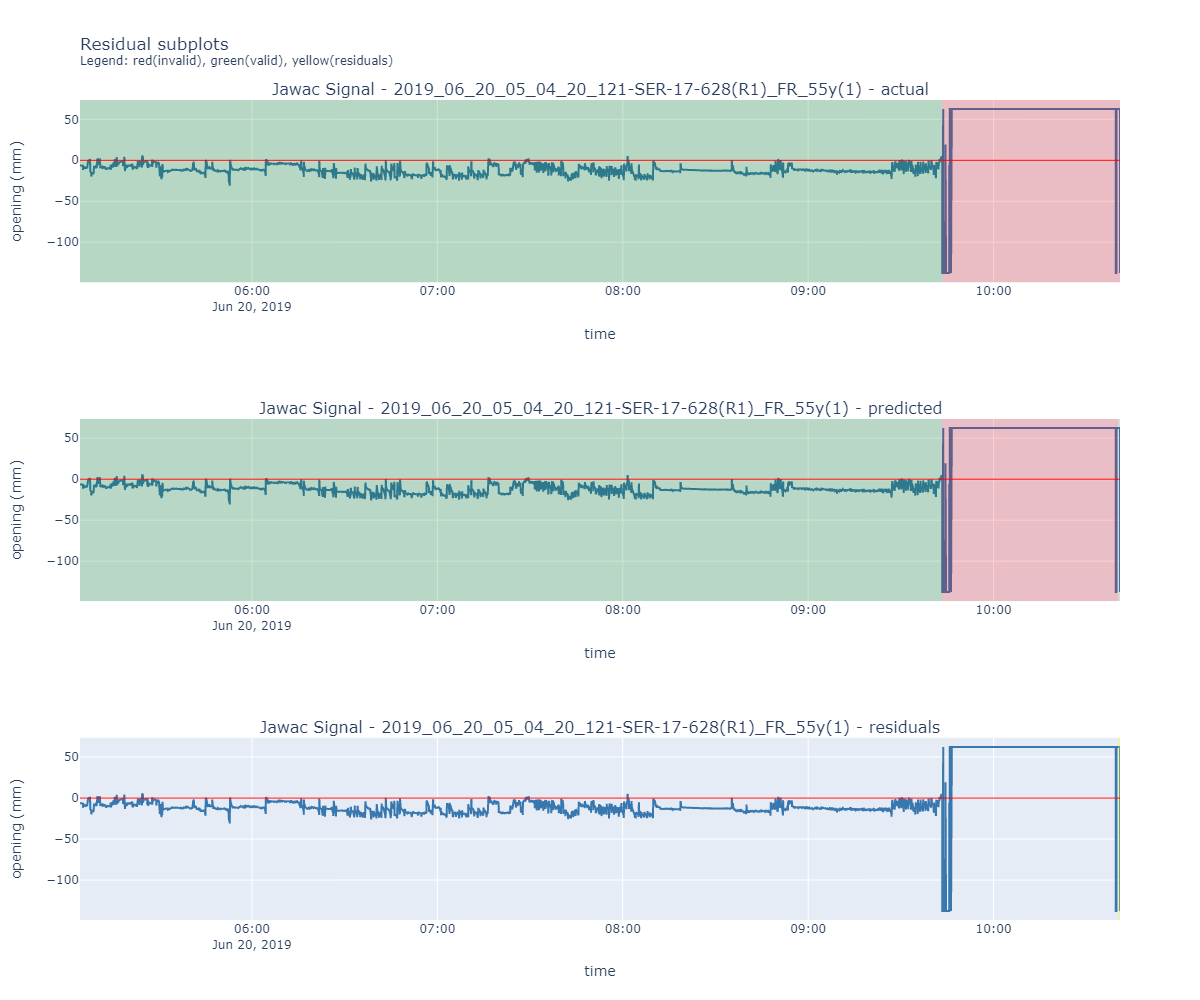 Residual subplots
Legend: red(invalid), green(valid), yellow(residuals)
Jawac Signal - 2019_06_20_05_04_20_121-SER-17-628(R1)_FR_55y(1) - actual
50
0
−50
−100
opening (mm)
06:00
07:00
08:00
09:00
10:00
Jun 20, 2019
time
Jawac Signal - 2019_06_20_05_04_20_121-SER-17-628(R1)_FR_55y(1) - predicted
50
0
−50
−100
opening (mm)
06:00
07:00
08:00
09:00
10:00
Jun 20, 2019
time
Jawac Signal - 2019_06_20_05_04_20_121-SER-17-628(R1)_FR_55y(1) - residuals
50
0
−50
−100
opening (mm)
06:00
07:00
08:00
09:00
10:00
Jun 20, 2019
time